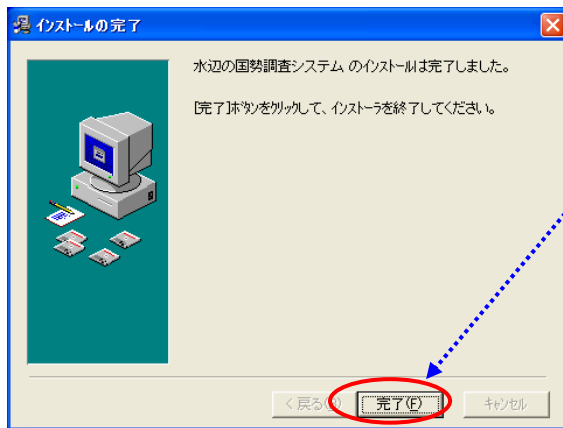 インストールの完了
水辺の国勢調査システム のインストールは完了しました。
[完了]ボタンをクリックして、インストーラを終了してください。
< 戻る(B)
完了(F)
キャンセル